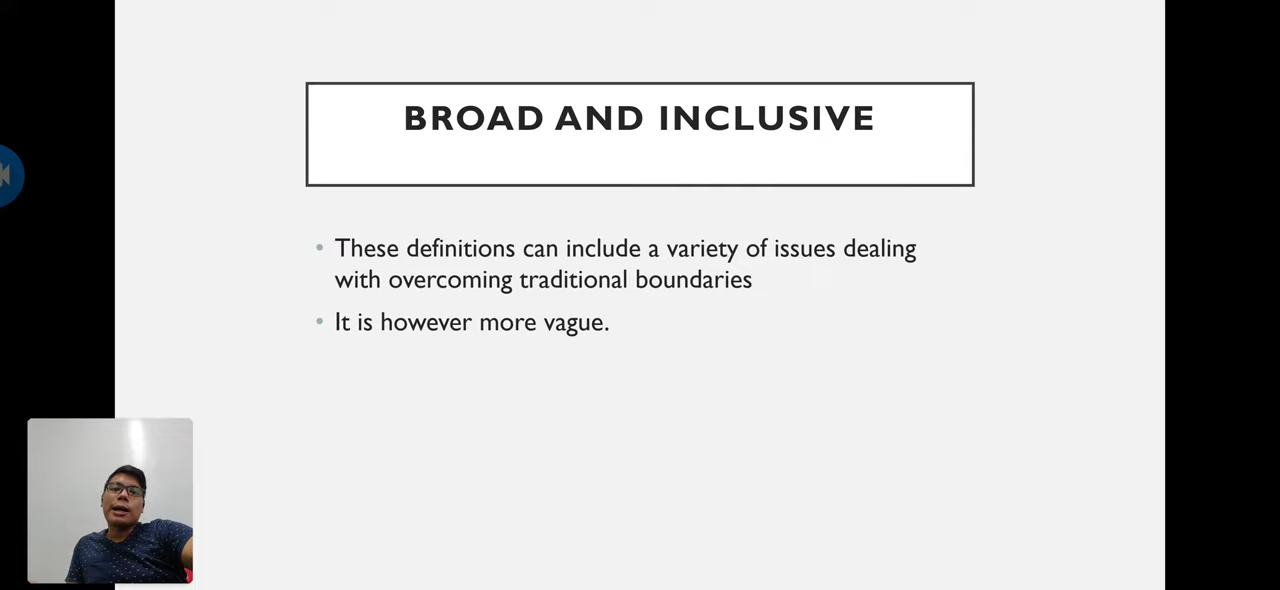 BROAD AND INCLUSIVE
• These definitions can include a variety of issues dealing
with overcoming traditional boundaries
• It is however more vague.